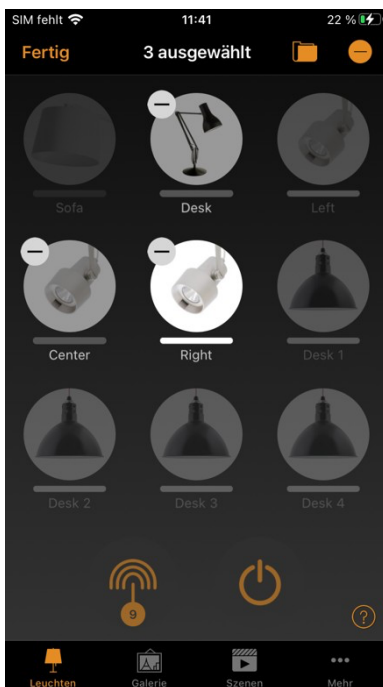 SIM fehlt 11:41 22 %
Fertig 3 ausgewählt
Sofa Desk Left
Center Right Desk 1
Desk 2 Desk 3 Desk 4
9
?
Leuchten Galerie Szenen Mehr